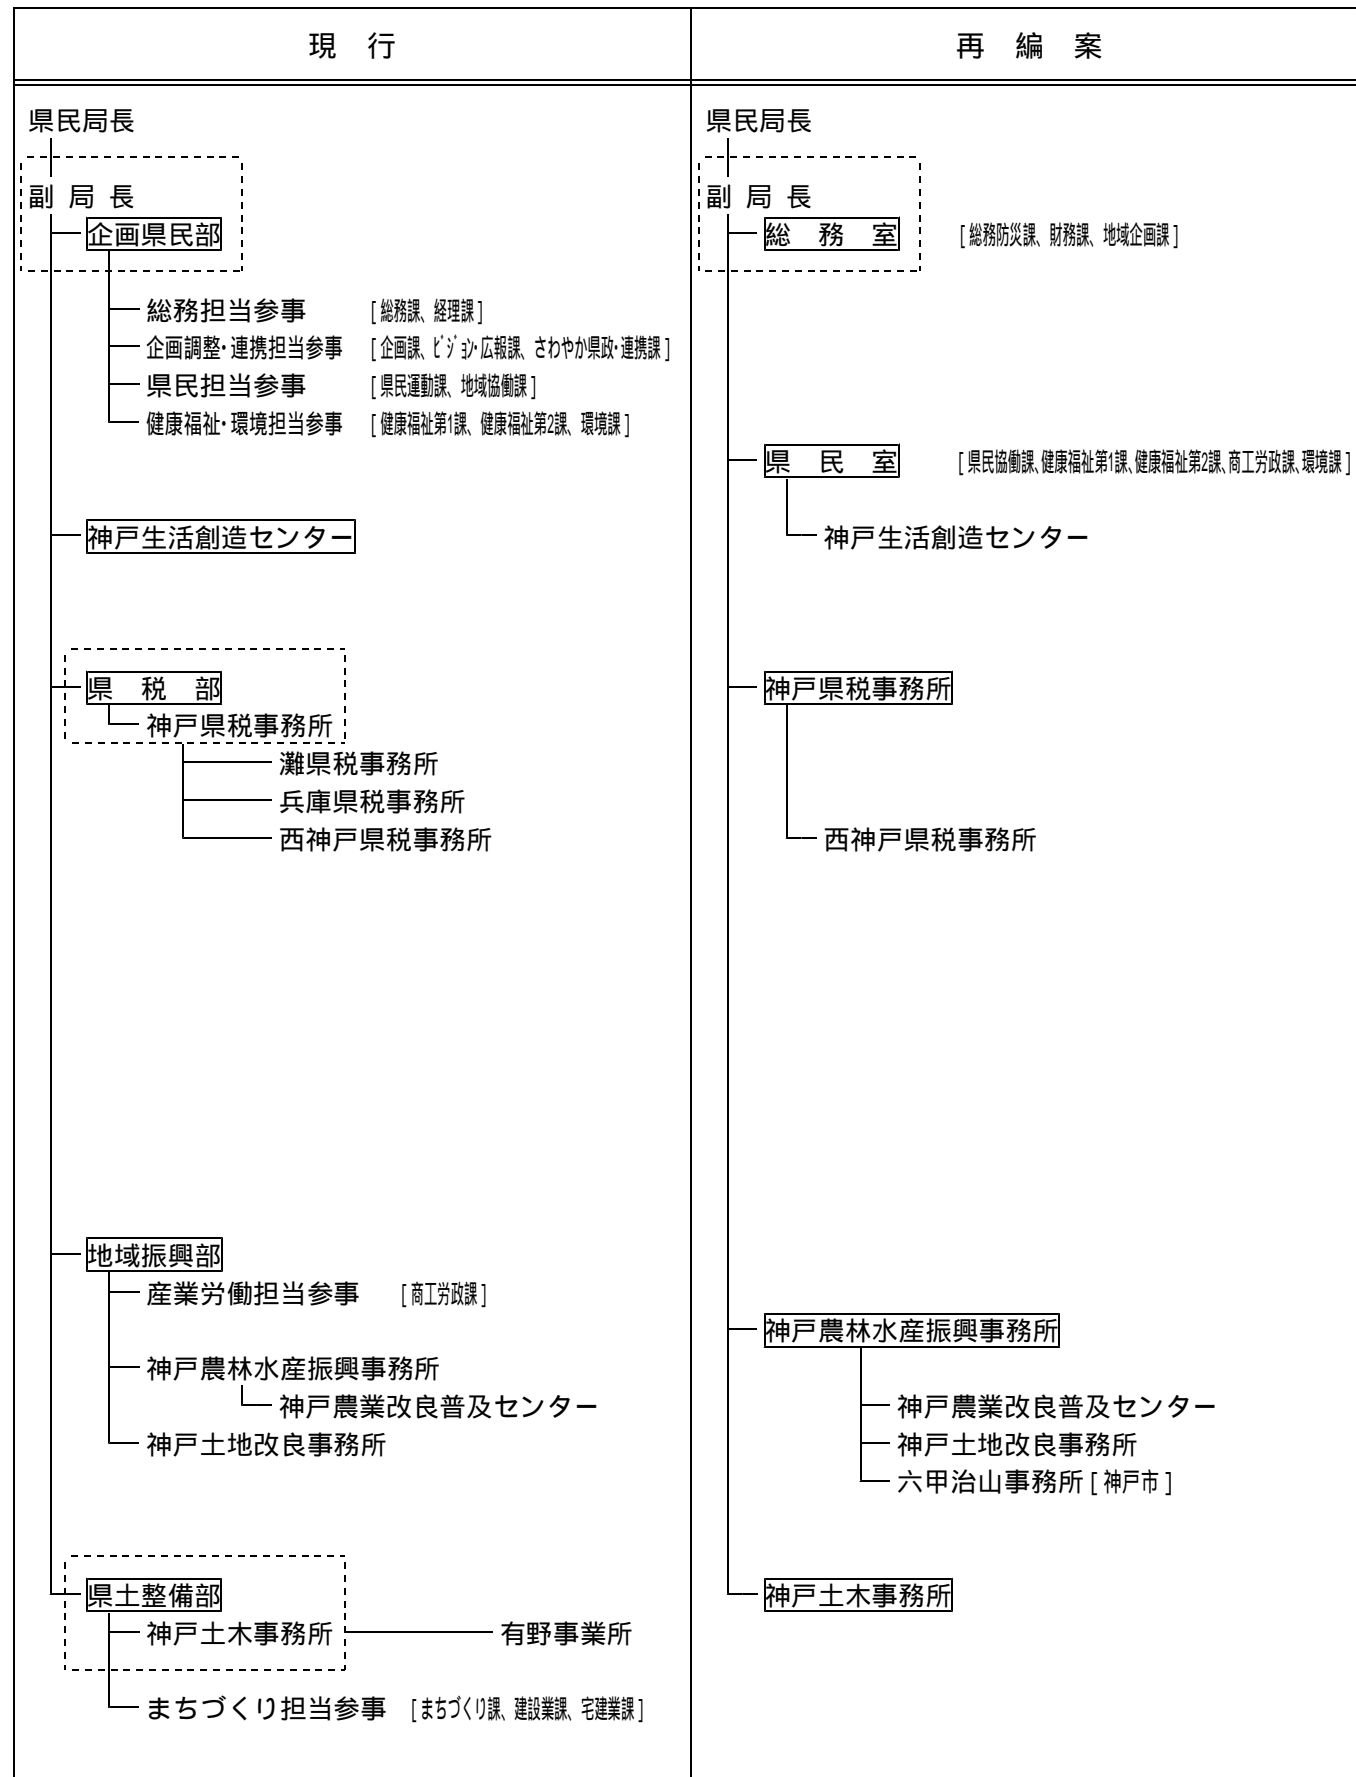 現 行
再 編 案
県民局長
副 局 長
企画県民部
総務担当参事 [総務課、経理課]
企画調整・連携担当参事 [企画課、ビジョン・広報課、さわやか県政・連携課]
県民担当参事 [県民運動課、地域協働課]
健康福祉・環境担当参事 [健康福祉第1課、健康福祉第2課、環境課]
神戸生活創造センター
県 税 部
神戸県税事務所
灘県税事務所
兵庫県税事務所
西神戸県税事務所
地域振興部
産業労働担当参事 [商工労政課]
神戸農林水産振興事務所
神戸農業改良普及センター
神戸土地改良事務所
県土整備部
神戸土木事務所 有野事業所
まちづくり担当参事 [まちづくり課、建設業課、宅建業課]
県民局長
副 局 長
総 務 室 [総務防災課、財務課、地域企画課]
県 民 室 [県民協働課、健康福祉第1課、健康福祉第2課、商工労政課、環境課]
神戸生活創造センター
神戸県税事務所
西神戸県税事務所
神戸農林水産振興事務所
神戸農業改良普及センター
神戸土地改良事務所
六甲治山事務所[神戸市]
神戸土木事務所